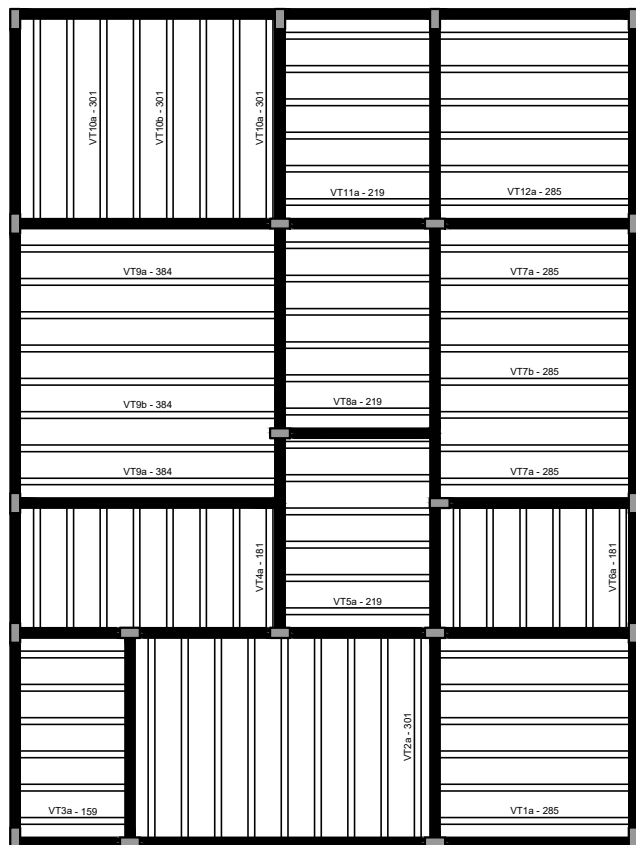 VT10a - 301
VT10b - 301
VT10a - 301
VT11a - 219
VT12a - 285
VT9a - 384
VT7a - 285
VT7b - 285
VT9b - 384
VT8a - 219
VT9a - 384
VT7a - 285
VT4a - 181
VT6a - 181
VT5a - 219
VT2a - 301
VT3a - 159
VT1a - 285